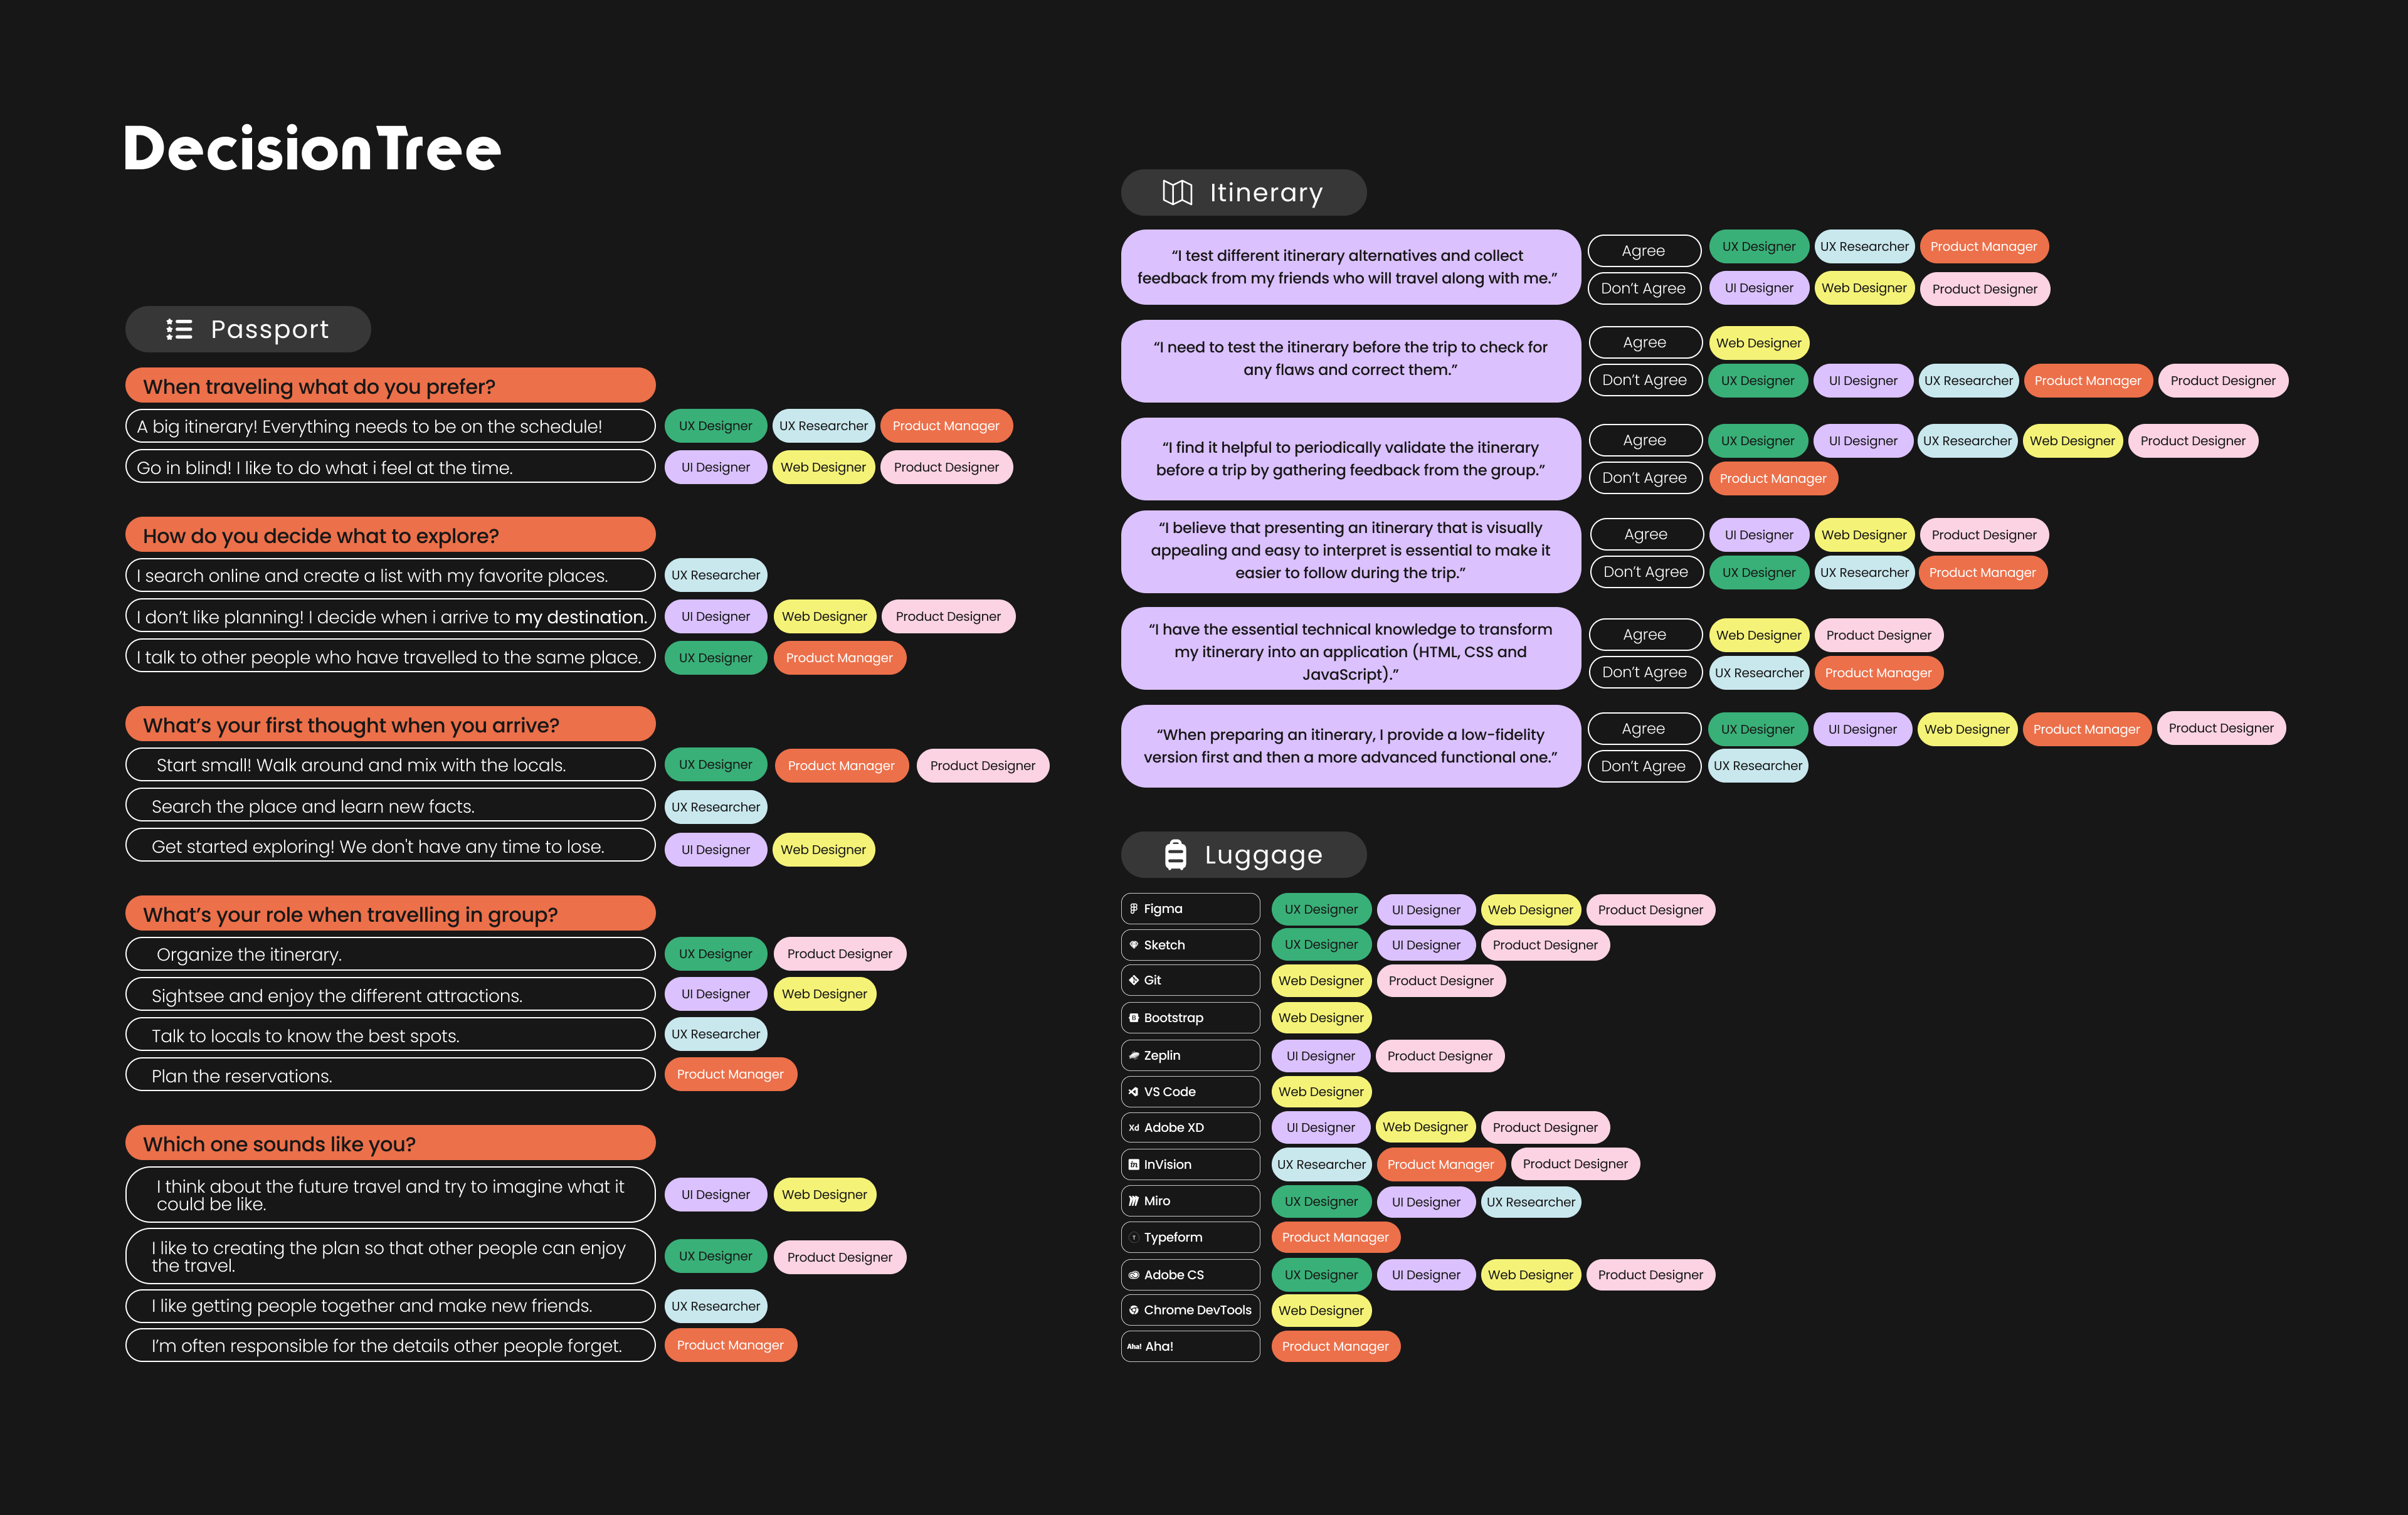 DecisionTree
Passport
When traveling what do you prefer?
A big itinerary! Everything needs to be on the schedule!
UX Designer UX Researcher Product Manager
Go in blind! I like to do what i feel at the time.
UI Designer Web Designer Product Designer
How do you decide what to explore?
I search online and create a list with my favorite places.
UX Researcher
I don't like planning! I decide when i arrive to my destination.
UI Designer Web Designer Product Designer
I talk to other people who have travelled to the same place.
UX Designer Product Manager
What's your first thought when you arrive?
Start small! Walk around and mix with the locals.
UX Designer Product Manager Product Designer
Search the place and learn new facts.
UX Researcher
Get started exploring! We don't have any time to lose.
UI Designer Web Designer
What's your role when travelling in group?
Organize the itinerary.
UX Designer Product Designer
Sightsee and enjoy the different attractions.
UI Designer Web Designer
Talk to locals to know the best spots.
UX Researcher
Plan the reservations.
Product Manager
Which one sounds like you?
I think about the future travel and try to imagine what it
could be like.
UI Designer Web Designer
I like to creating the plan so that other people can enjoy
the travel.
UX Designer Product Designer
I like getting people together and make new friends.
UX Researcher
I'm often responsible for the details other people forget.
Product Manager
Itinerary
“I test different itinerary alternatives and collect
feedback from my friends who will travel along with me.”
Agree UX Designer UX Researcher Product Manager
Don't Agree UI Designer Web Designer Product Designer
“I need to test the itinerary before the trip to check for
any flaws and correct them.”
Agree Web Designer
Don't Agree UX Designer UI Designer UX Researcher Product Manager Product Designer
“I find it helpful to periodically validate the itinerary
before a trip by gathering feedback from the group.”
Agree UX Designer UI Designer UX Researcher Web Designer Product Designer
Don't Agree Product Manager
“I believe that presenting an itinerary that is visually
appealing and easy to interpret is essential to make it
easier to follow during the trip.”
Agree UI Designer Web Designer Product Designer
Don't Agree UX Designer UX Researcher Product Manager
“I have the essential technical knowledge to transform
my itinerary into an application (HTML, CSS and
JavaScript).”
Agree Web Designer Product Designer
Don't Agree UX Researcher Product Manager
“When preparing an itinerary, I provide a low-fidelity
version first and then a more advanced functional one.”
Agree UX Designer UI Designer Web Designer Product Manager Product Designer
Don't Agree UX Researcher
Luggage
Figma UX Designer UI Designer Web Designer Product Designer
Sketch UX Designer UI Designer Product Designer
Git Web Designer Product Designer
Bootstrap Web Designer
Zeplin UI Designer Product Designer
VS Code Web Designer
Xd Adobe XD UI Designer Web Designer Product Designer
in InVision UX Researcher Product Manager Product Designer
Miro UX Designer UI Designer UX Researcher
Typeform Product Manager
Adobe CS UX Designer UI Designer Web Designer Product Designer
Chrome DevTools Web Designer
Aha! Aha! Product Manager